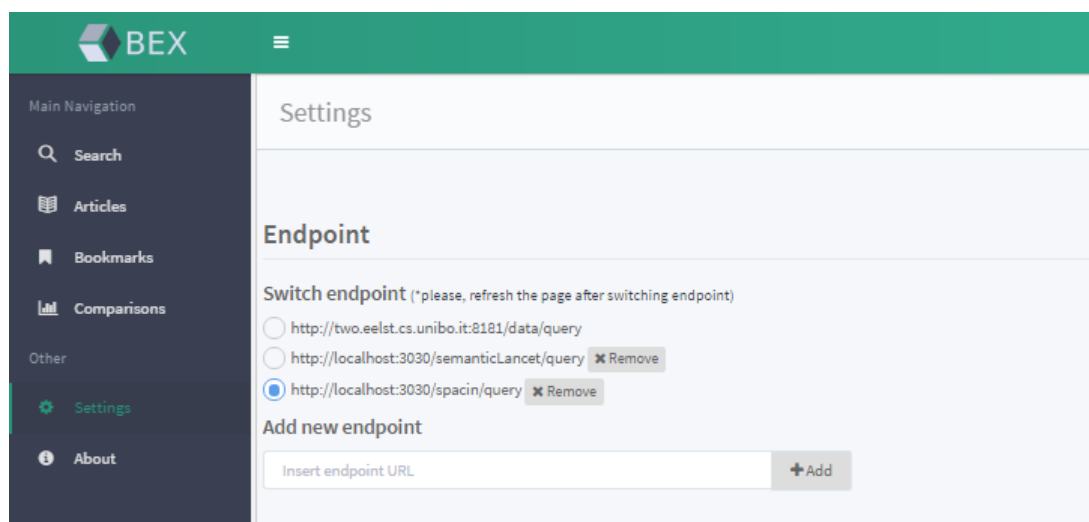 BEX
Main Navigation
Search
Articles
Bookmarks
Comparisons
Other
Settings
About
Settings
Endpoint
Switch endpoint (*please, refresh the page after switching endpoint)
http://two.eelst.cs.unibo.it:8181/data/query
http://localhost:3030/semanticLancet/query ✖ Remove
http://localhost:3030/spacin/query ✖ Remove
Add new endpoint
Insert endpoint URL +Add